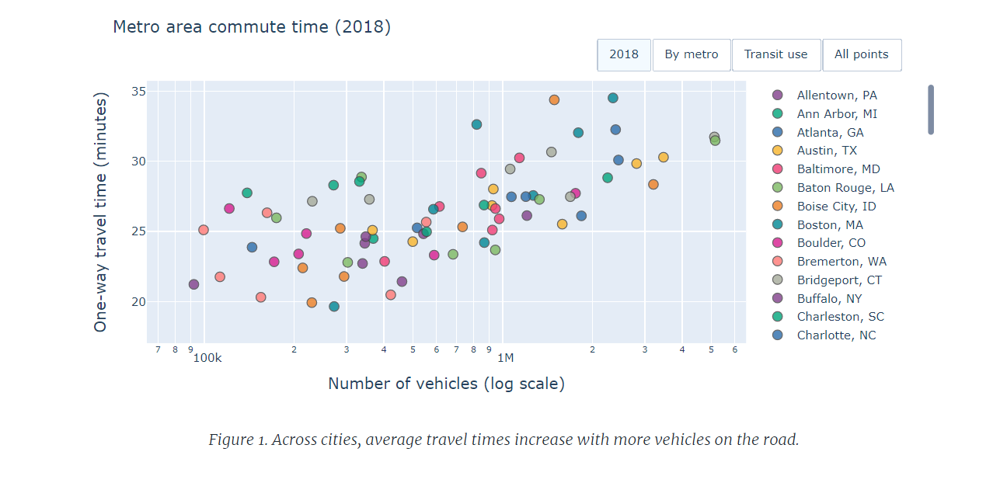 Metro area commute time (2018)
2018 By metro Transit use All points
35
30
25
20
One-way travel time (minutes)
Allentown, PA
Ann Arbor, MI
Atlanta, GA
Austin, TX
Baltimore, MD
Baton Rouge, LA
Boise City, ID
Boston, MA
Boulder, CO
Bremerton, WA
Bridgeport, CT
Buffalo, NY
Charleston, SC
Charlotte, NC
7 8 9 100k 2 3 4 5 6 7 8 9 1M 2 3 4 5 6
Number of vehicles (log scale)
Figure 1. Across cities, average travel times increase with more vehicles on the road.